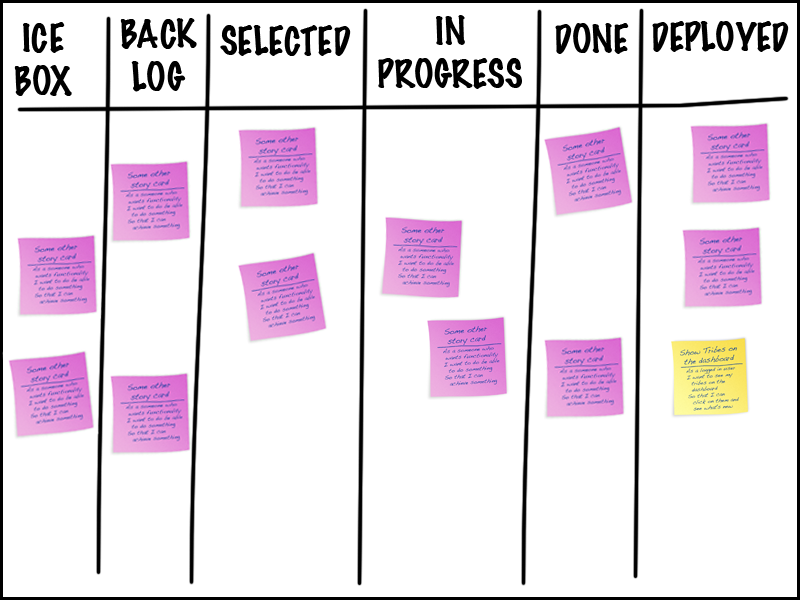 ICE
BOX
BACK
LOG
SELECTED
IN
PROGRESS
DONE
DEPLOYED
Some other
story card
As a someone who
wants functionality
I want to do be able
to do something
So that I can
achieve something
Some other
story card
As a someone who
wants functionality
I want to do be able
to do something
So that I can
achieve something
Some other
story card
As a someone who
wants functionality
I want to do be able
to do something
So that I can
achieve something
Some other
story card
As a someone who
wants functionality
I want to do be able
to do something
So that I can
achieve something
Some other
story card
As a someone who
wants functionality
I want to do be able
to do something
So that I can
achieve something
Some other
story card
As a someone who
wants functionality
I want to do be able
to do something
So that I can
achieve something
Some other
story card
As a someone who
wants functionality
I want to do be able
to do something
So that I can
achieve something
Some other
story card
As a someone who
wants functionality
I want to do be able
to do something
So that I can
achieve something
Some other
story card
As a someone who
wants functionality
I want to do be able
to do something
So that I can
achieve something
Some other
story card
As a someone who
wants functionality
I want to do be able
to do something
So that I can
achieve something
Some other
story card
As a someone who
wants functionality
I want to do be able
to do something
So that I can
achieve something
Some other
story card
As a someone who
wants functionality
I want to do be able
to do something
So that I can
achieve something
Show Tribes on
the dashboard
As a logged in user
I want to see my
tribes on the
dashboard
So that I can
click on them and
see what's new